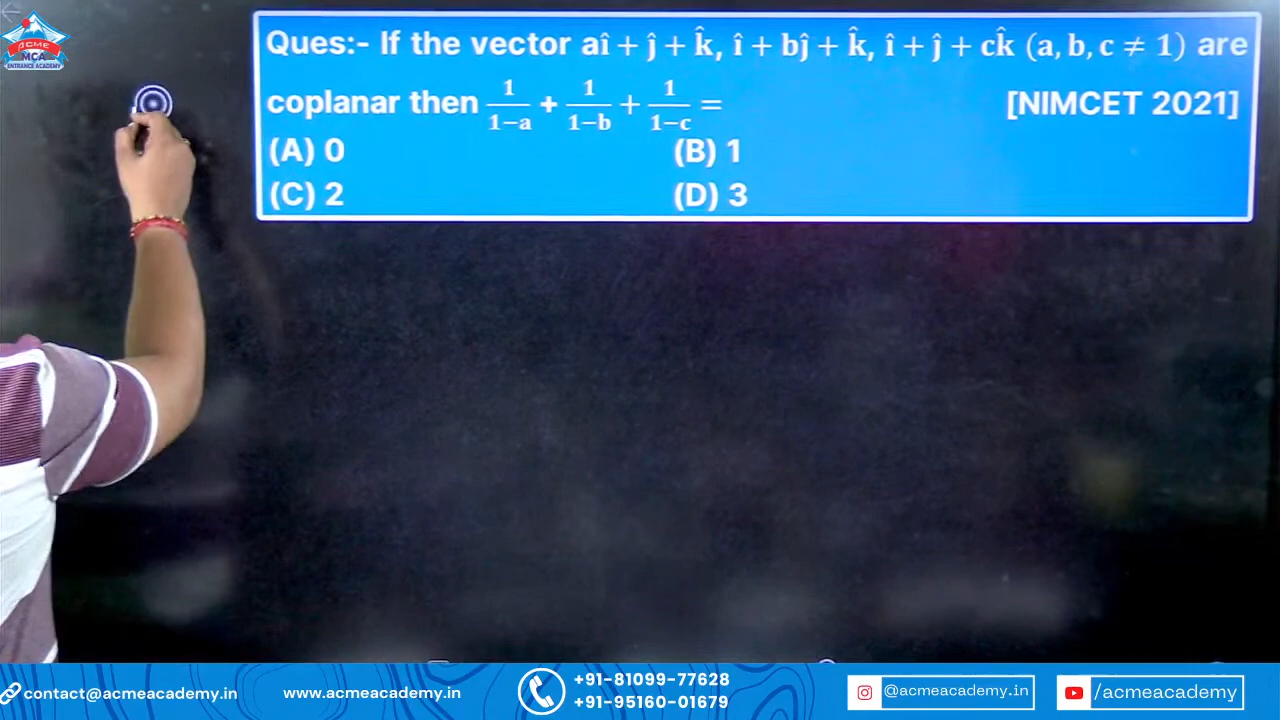 ACME
MCA
ENTRANCE ACADEMY
Ques:- If the vector aî + ĵ + k̂, î + bĵ + k̂, î + ĵ + ck̂ (a, b, c ≠ 1) are
coplanar then 1/1−a + 1/1−b + 1/1−c = [NIMCET 2021]
(A) 0 (B) 1
(C) 2 (D) 3
contact@acmeacademy.in www.acmeacademy.in +91-81099-77628 @acmeacademy.in /acmeacademy
+91-95160-01679